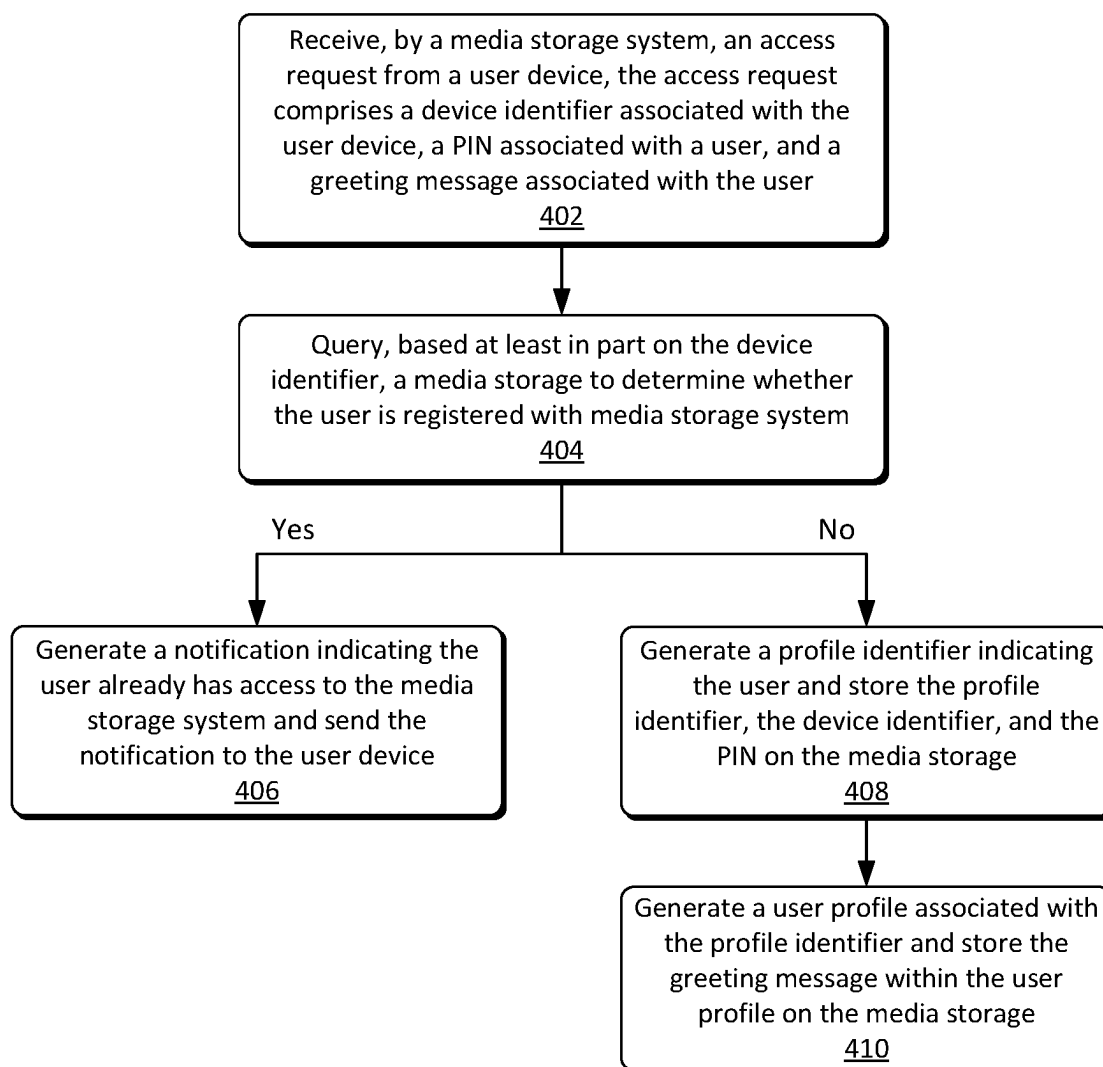 Receive, by a media storage system, an access
request from a user device, the access request
comprises a device identifier associated with the
user device, a PIN associated with a user, and a
greeting message associated with the user
402
Query, based at least in part on the device
identifier, a media storage to determine whether
the user is registered with media storage system
404
Yes
No
Generate a notification indicating the
user already has access to the media
storage system and send the
notification to the user device
406
Generate a profile identifier indicating
the user and store the profile
identifier, the device identifier, and the
PIN on the media storage
408
Generate a user profile associated with
the profile identifier and store the
greeting message within the user
profile on the media storage
410